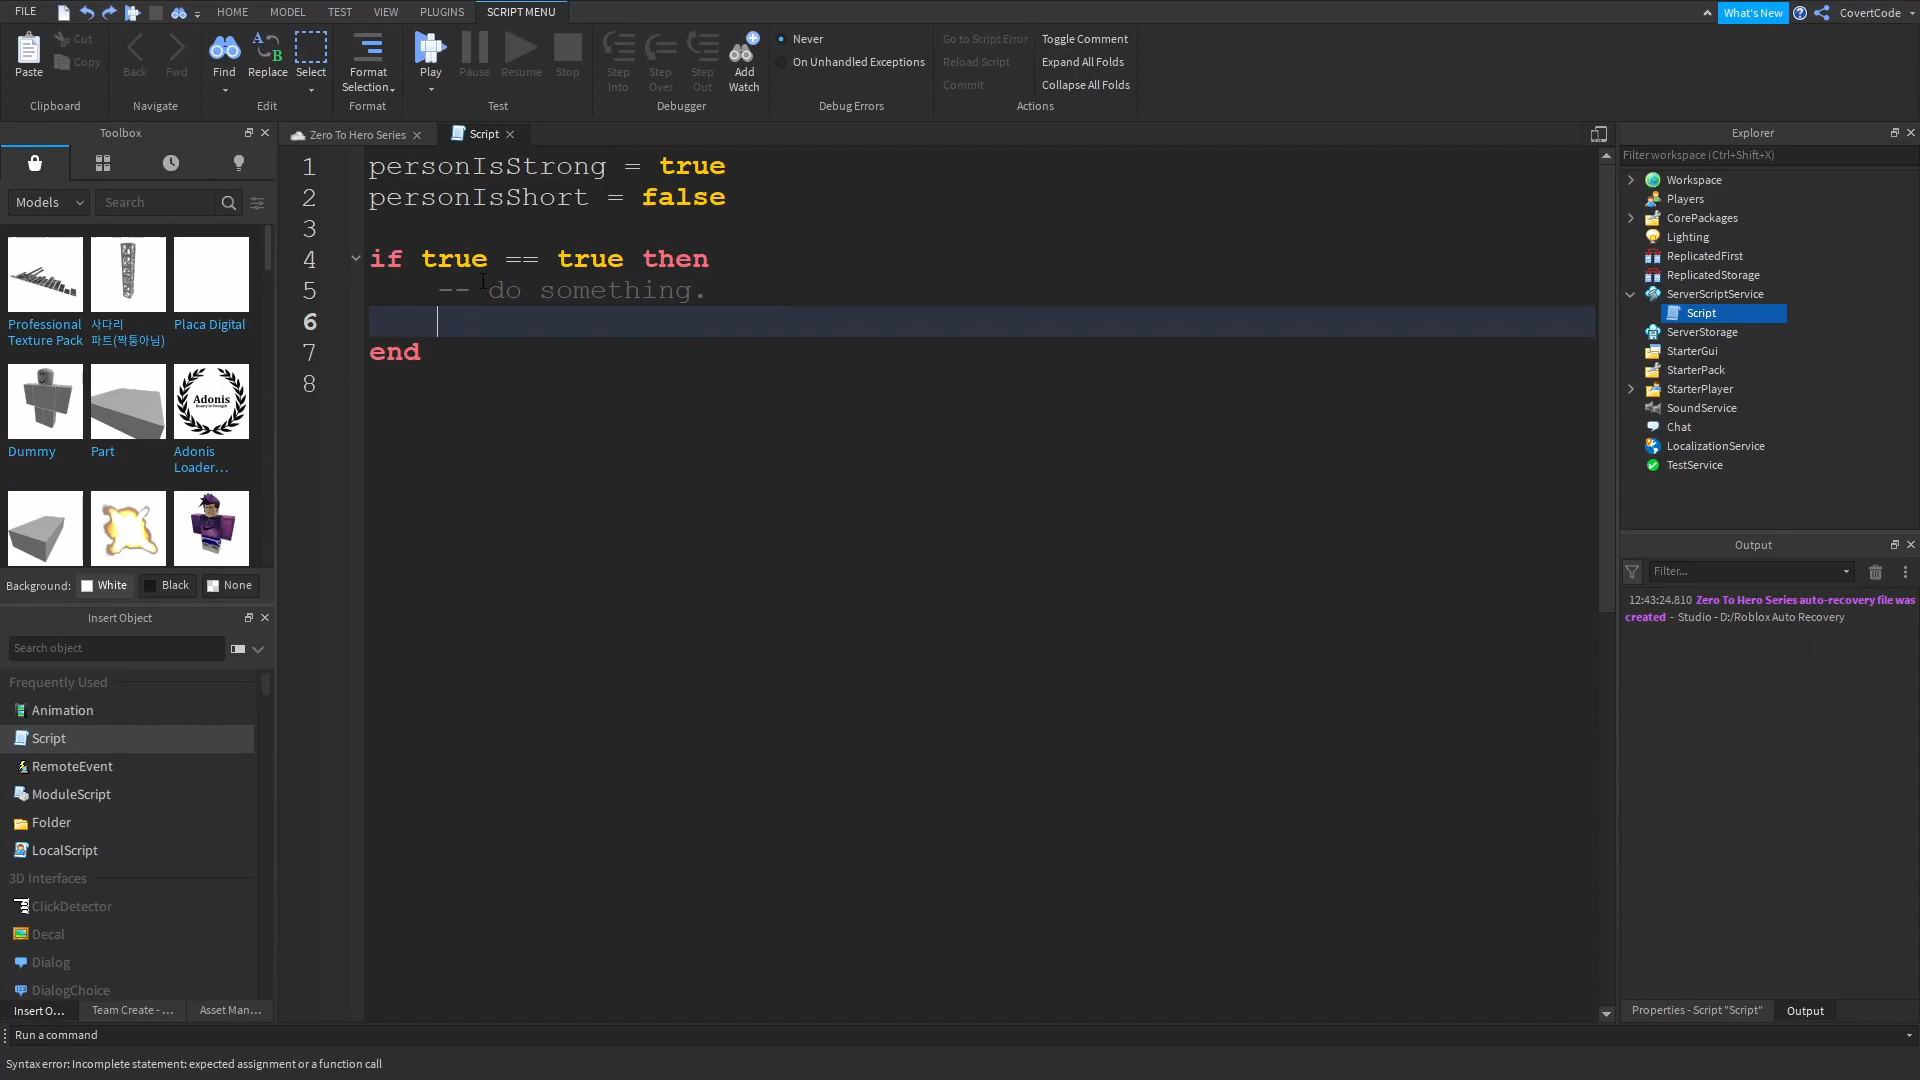 FILE
HOME
MODEL
TEST
VIEW
PLUGINS
SCRIPT MENU
What's New
CovertCode
Paste
Cut
Copy
Clipboard
Back
Fwd
Navigate
Find
Replace
Select
Edit
Format
Selection
Format
Play
Pause
Resume
Stop
Test
Step
Into
Step
Over
Step
Out
Add
Watch
Debugger
Never
On Unhandled Exceptions
Debug Errors
Go to Script Error
Reload Script
Commit
Toggle Comment
Expand All Folds
Collapse All Folds
Actions
Toolbox
Models
Search
Professional
Texture Pack
사다리
파트(짝퉁아님)
Placa Digital
Dummy
Part
Adonis
Adonis
Loader...
Background:
White
Black
None
Insert Object
Search object
Frequently Used
Animation
Script
RemoteEvent
ModuleScript
Folder
LocalScript
3D Interfaces
ClickDetector
Decal
Dialog
DialogChoice
Insert O...
Team Create - ...
Asset Man...
Zero To Hero Series
Script
1 personIsStrong = true
2 personIsShort = false
3
4 if true == true then
5 -- do something.
6
7 end
8
Explorer
Filter workspace (Ctrl+Shift+X)
Workspace
Players
CorePackages
Lighting
ReplicatedFirst
ReplicatedStorage
ServerScriptService
Script
ServerStorage
StarterGui
StarterPack
StarterPlayer
SoundService
Chat
LocalizationService
TestService
Output
Filter...
12:43:24.810 Zero To Hero Series auto-recovery file was
created - Studio - D:/Roblox Auto Recovery
Properties - Script "Script"
Output
Run a command
Syntax error: Incomplete statement: expected assignment or a function call